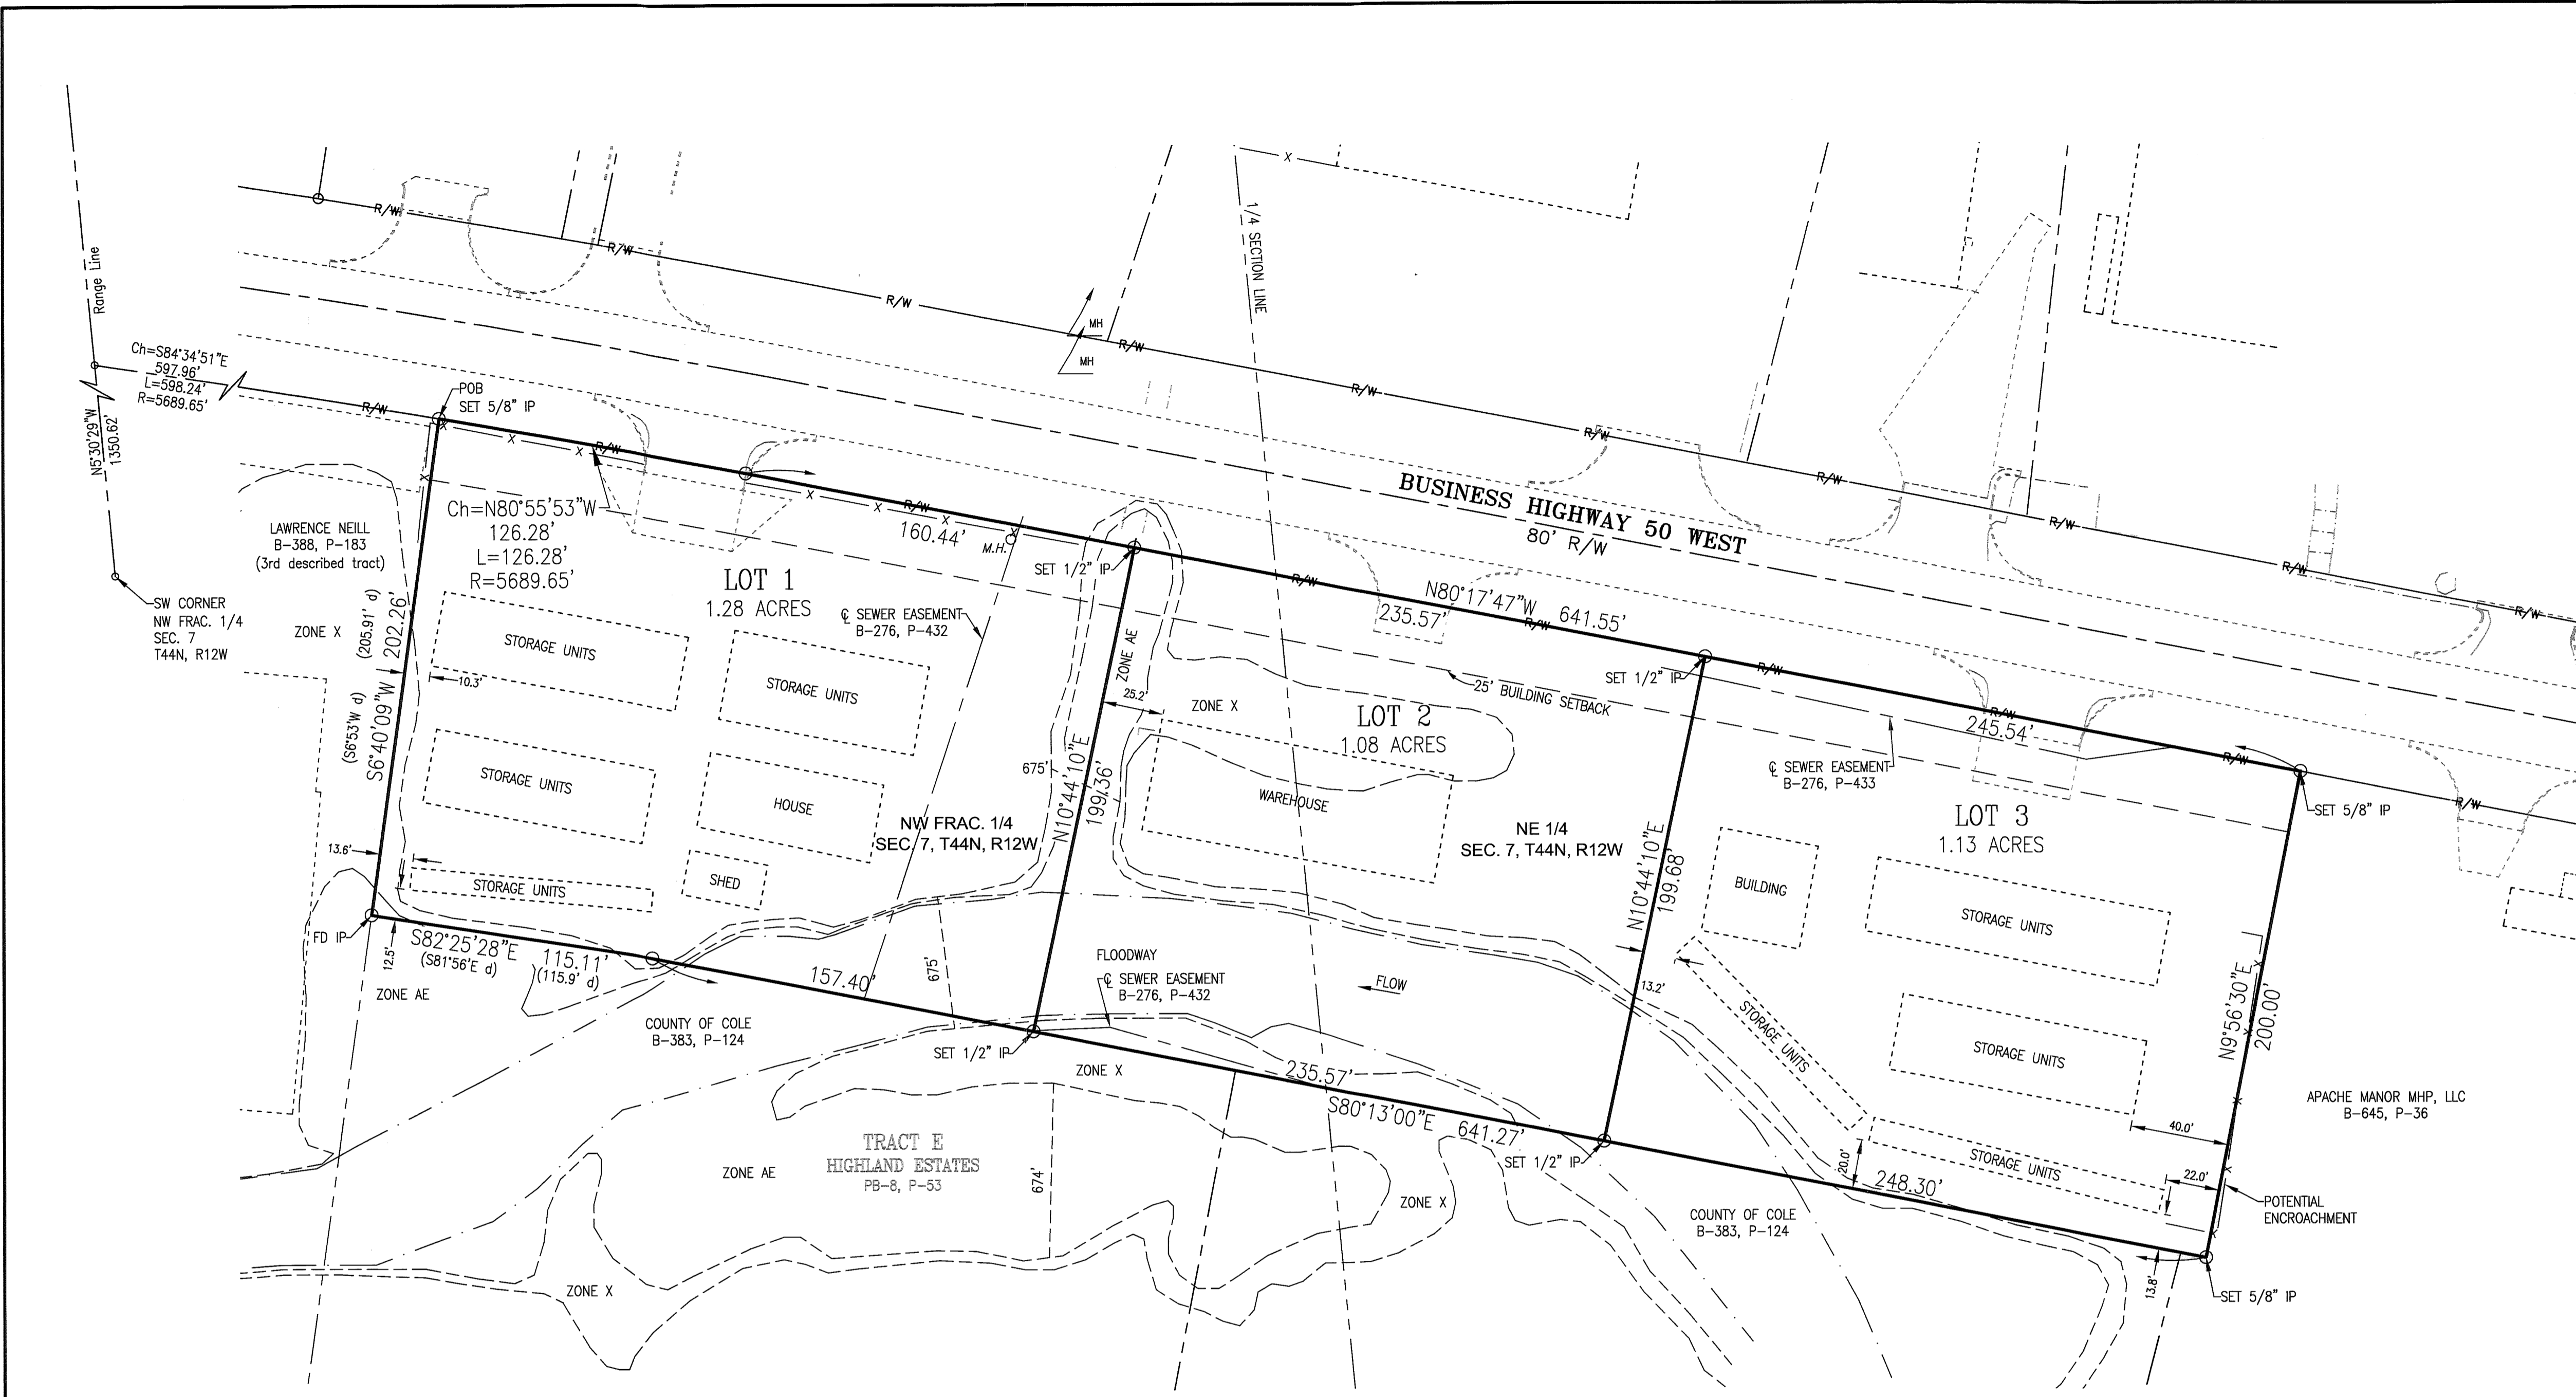 R/W
R/W
R/W
MH
MH
R/W
R/W
R/W
R/W
R/W
R/W
R/W
1/4 SECTION LINE
Range Line
Ch=S84°34'51"E
597.96'
L=598.24'
R=5689.65'
N5°30'29"W
1350.62'
R/W
POB
SET 5/8" IP
R/W
R/W
BUSINESS HIGHWAY 50 WEST
80' R/W
LAWRENCE NEILL
B-388, P-183
(3rd described tract)
Ch=N80°55'53"W
126.28'
L=126.28'
R=5689.65'
160.44'
M.H.
SET 1/2" IP
LOT 1
1.28 ACRES
℄ SEWER EASEMENT
B-276, P-432
R/W
N80°17'47"W 641.55'
235.57'
R/W
SW CORNER
NW FRAC. 1/4
SEC. 7
T44N, R12W
ZONE X
(205.91' d)
202.26'
(S6°53'W d)
S6°40'09"W
STORAGE UNITS
10.3'
STORAGE UNITS
ZONE AE
25.2'
ZONE X
LOT 2
1.08 ACRES
25' BUILDING SETBACK
SET 1/2" IP
R/W
R/W
245.54'
R/W
SET 5/8" IP
R/W
STORAGE UNITS
HOUSE
675'
N10°44'10"E
199.36'
WAREHOUSE
℄ SEWER EASEMENT
B-276, P-433
LOT 3
1.13 ACRES
NW FRAC. 1/4
SEC. 7, T44N, R12W
NE 1/4
SEC. 7, T44N, R12W
N10°44'10"E
199.68'
13.6'
STORAGE UNITS
SHED
BUILDING
STORAGE UNITS
FD IP
12.5'
S82°25'28"E 115.11'
(S81°56'E d)
(115.9' d)
ZONE AE
157.40'
675'
FLOODWAY
℄ SEWER EASEMENT
B-276, P-432
FLOW
13.2'
STORAGE UNITS
STORAGE UNITS
N9°56'30"E
200.00'
COUNTY OF COLE
B-383, P-124
SET 1/2" IP
ZONE X
235.57'
S80°13'00"E 641.27'
SET 1/2" IP
40.0'
APACHE MANOR MHP, LLC
B-645, P-36
TRACT E
HIGHLAND ESTATES
PB-8, P-53
ZONE AE
674'
ZONE X
20.0'
STORAGE UNITS
22.0'
248.30'
POTENTIAL
ENCROACHMENT
COUNTY OF COLE
B-383, P-124
13.8'
SET 5/8" IP
ZONE X